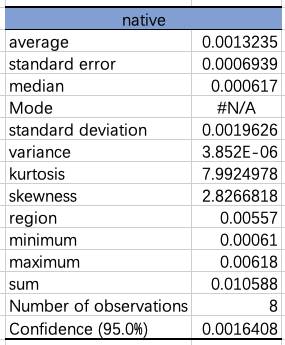 native
average 0.0013235
standard error 0.0006939
median 0.000617
Mode #N/A
standard deviation 0.0019626
variance 3.852E-06
kurtosis 7.9924978
skewness 2.8266818
region 0.00557
minimum 0.00061
maximum 0.00618
sum 0.010588
Number of observations 8
Confidence (95.0%) 0.0016408